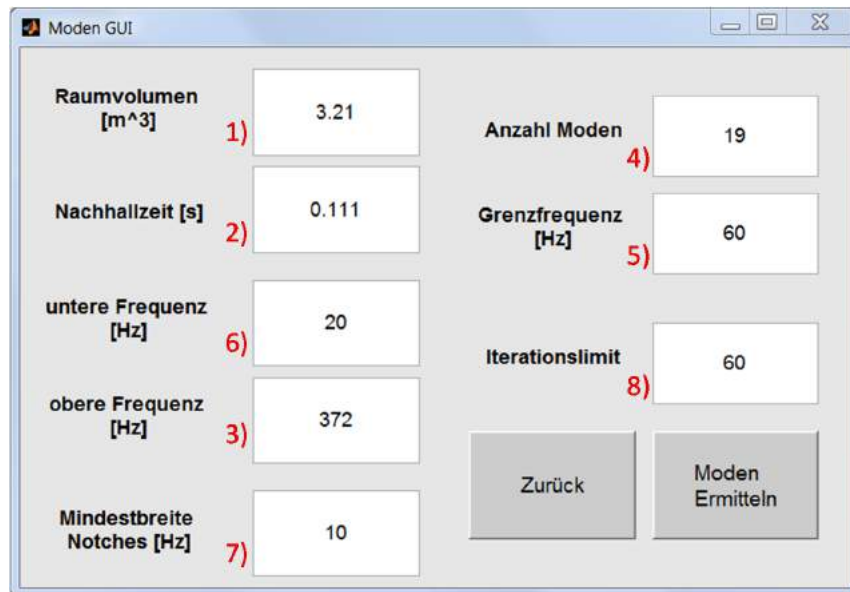 Moden GUI
Raumvolumen
[m^3]
1)
3.21
Nachhallzeit [s]
2)
0.111
untere Frequenz
[Hz]
6)
20
obere Frequenz
[Hz]
3)
372
Mindestbreite
Notches [Hz]
7)
10
Anzahl Moden
4)
19
Grenzfrequenz
[Hz]
5)
60
Iterationslimit
8)
60
Zurück
Moden
Ermitteln